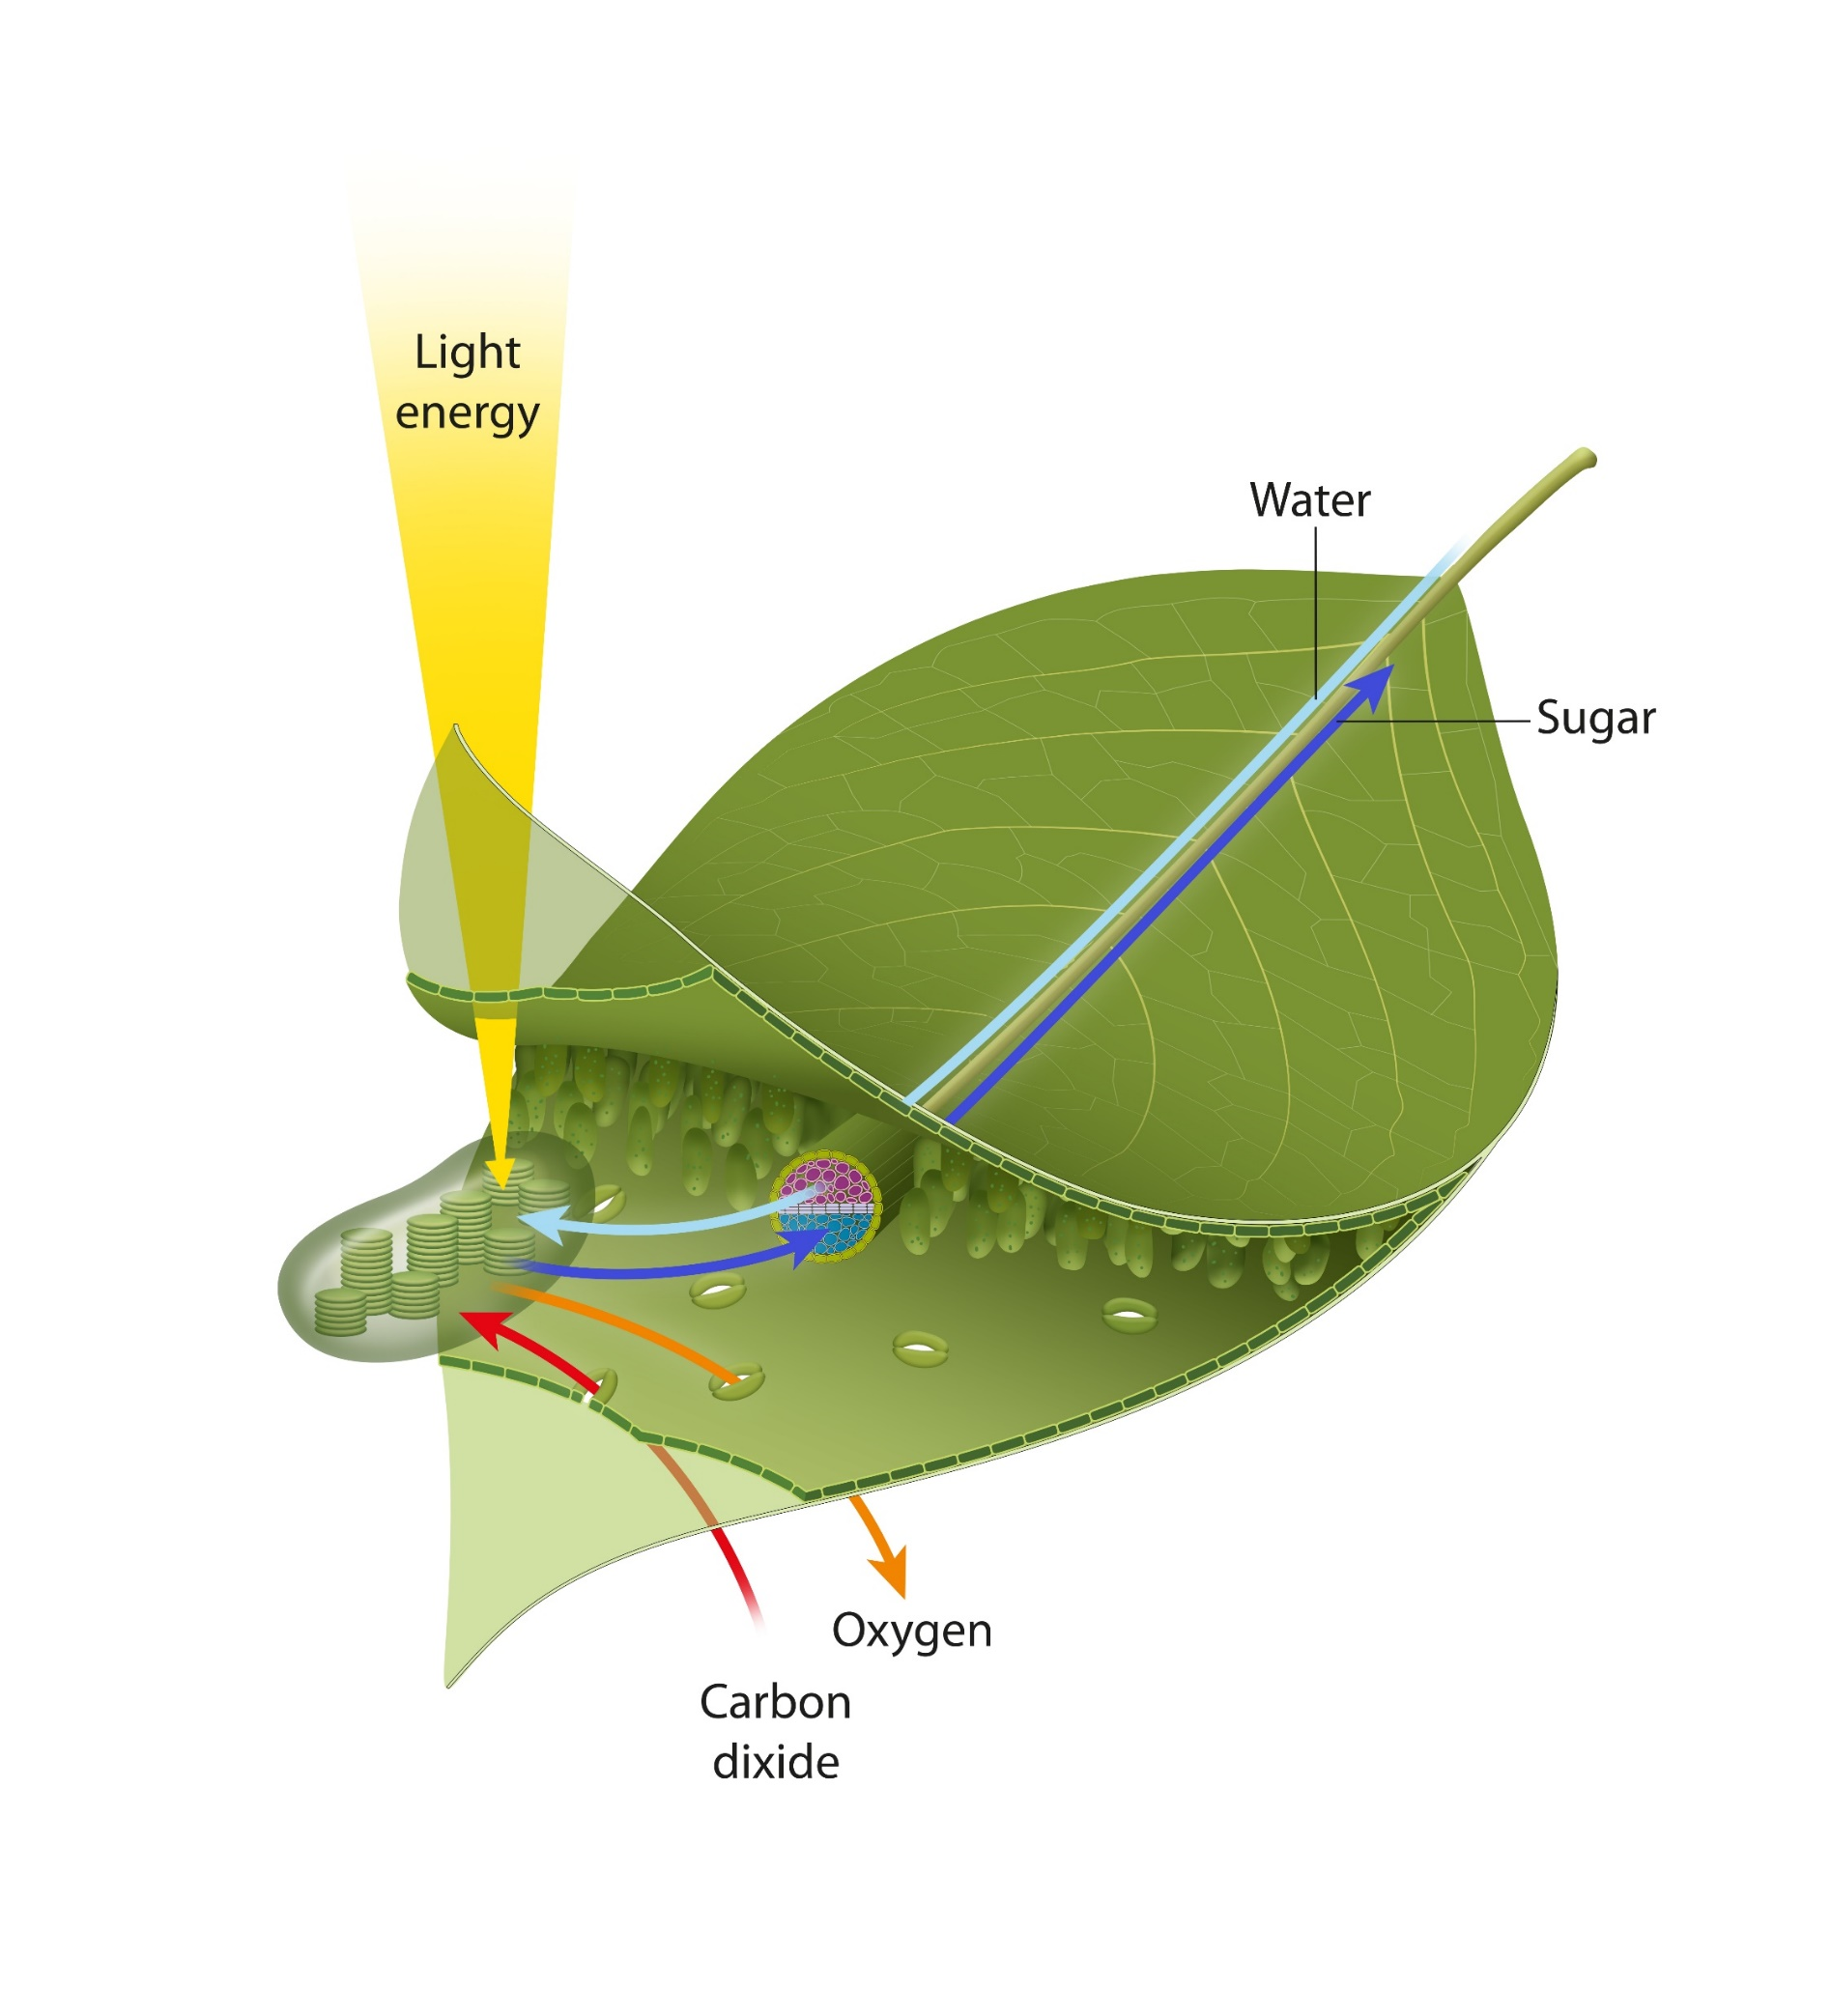 Light
energy
Water
Sugar
Oxygen
Carbon
dixide